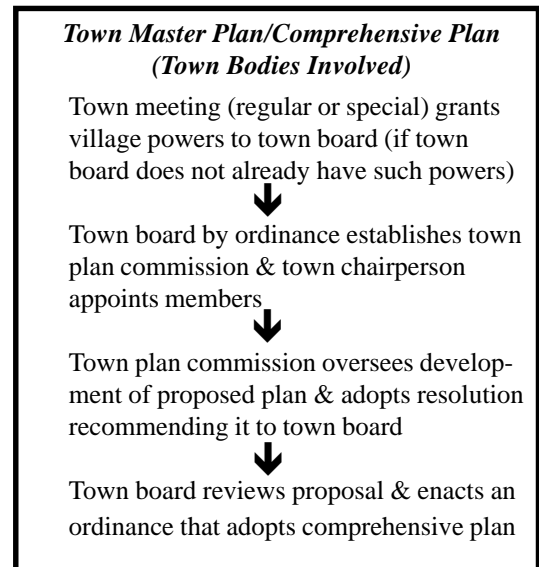 Town Master Plan/Comprehensive Plan
(Town Bodies Involved)
Town meeting (regular or special) grants
village powers to town board (if town
board does not already have such powers)
Town board by ordinance establishes town
plan commission & town chairperson
appoints members
Town plan commission oversees develop-
ment of proposed plan & adopts resolution
recommending it to town board
Town board reviews proposal & enacts an
ordinance that adopts comprehensive plan